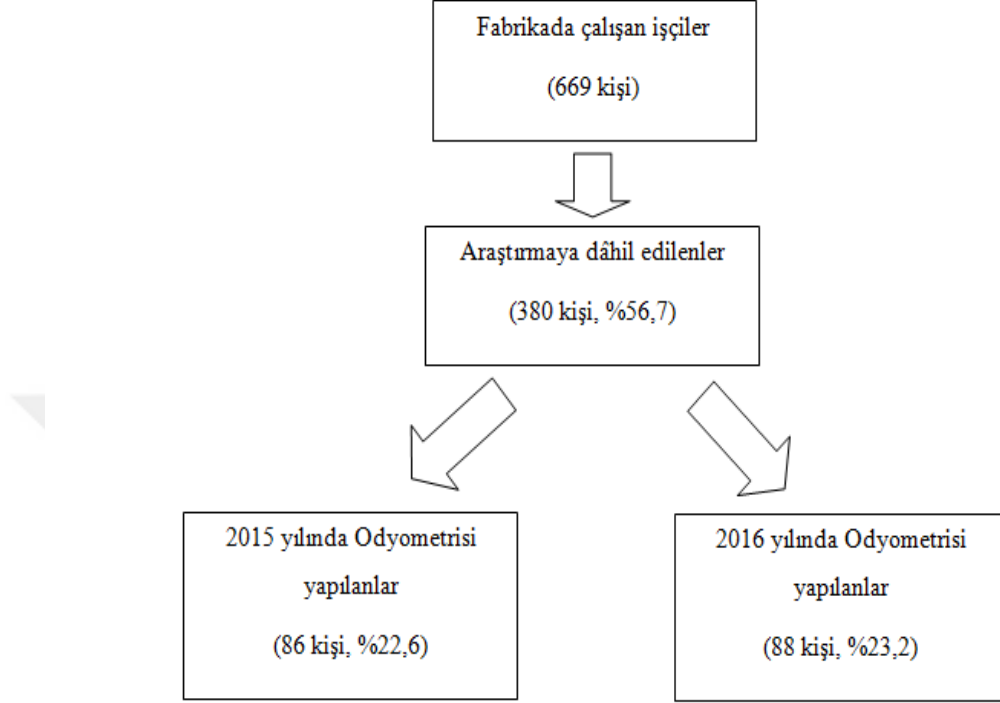 Fabrikada çalışan işçiler
(669 kişi)
Araştırmaya dâhil edilenler
(380 kişi, %56,7)
2015 yılında Odyometrisi
yapılanlar
(86 kişi, %22,6)
2016 yılında Odyometrisi
yapılanlar
(88 kişi, %23,2)